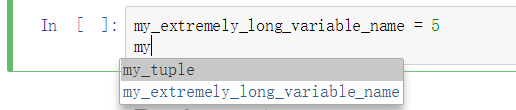 In [ ]: my_extremely_long_variable_name = 5
my
my_tuple
my_extremely_long_variable_name